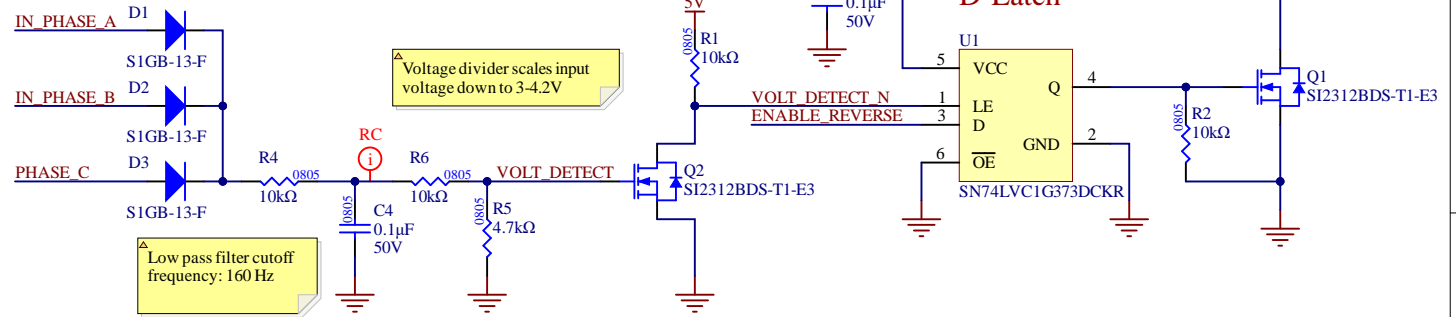 IN_PHASE_A
D1
S1GB-13-F
IN_PHASE_B
D2
S1GB-13-F
PHASE_C
D3
S1GB-13-F
Low pass filter cutoff
frequency: 160 Hz
R4
0805
10kΩ
RC
i
0805
C4
0.1µF
50V
Voltage divider scales input
voltage down to 3-4.2V
R6
0805
10kΩ
0805
R5
4.7kΩ
VOLT_DETECT
5V
0805
R1
10kΩ
Q2
SI2312BDS-T1-E3
VOLT_DETECT_N
ENABLE_REVERSE
0.1µF
50V
D-Latch
U1
5
VCC
1
LE
3
D
6
OE
Q
4
GND
2
SN74LVC1G373DCKR
0805
R2
10kΩ
Q1
SI2312BDS-T1-E3